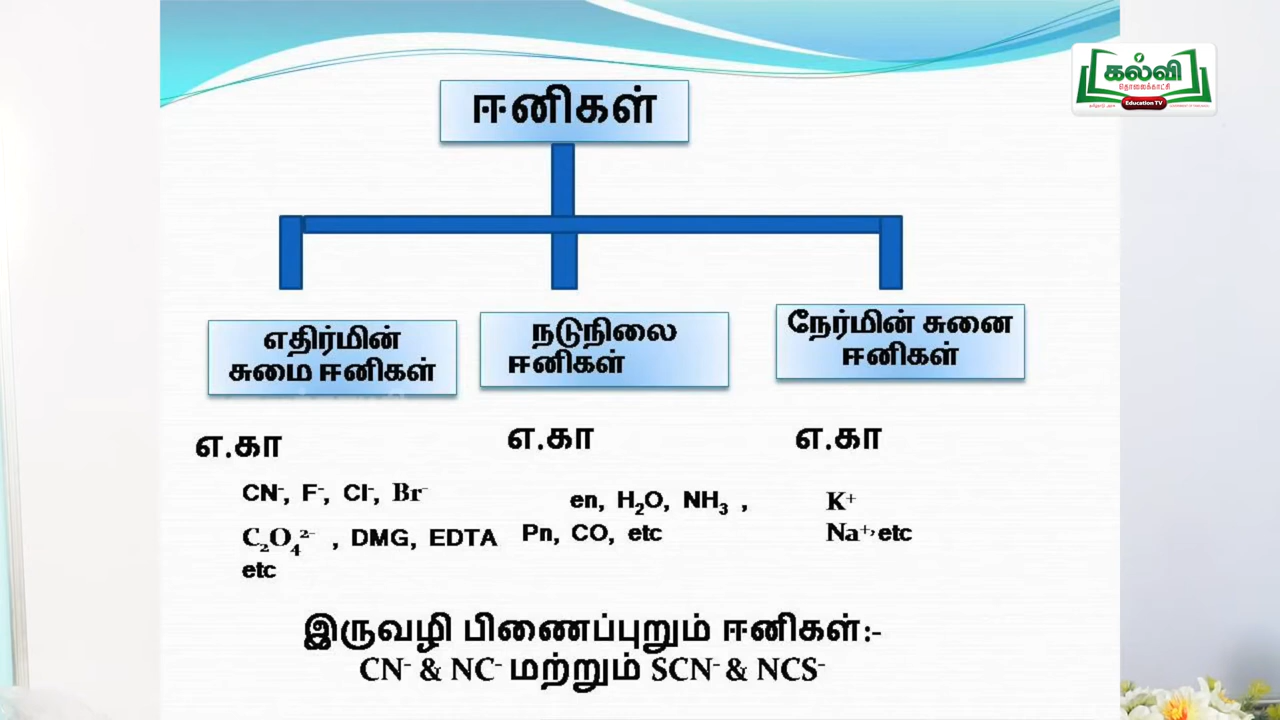 கல்வி
தொலைக்காட்சி
Education TV
ஈனிகள்
எதிர்மின்
சுமை ஈனிகள்
நடுநிலை
ஈனிகள்
நேர்மின் சுனை
ஈனிகள்
எ.கா
CN⁻, F⁻, Cl⁻, Br⁻
C₂O₄²⁻ , DMG, EDTA
etc
எ.கா
en, H₂O, NH₃ ,
Pn, CO, etc
எ.கா
K⁺
Na⁺, etc
இருவழி பிணைப்புறும் ஈனிகள்:-
CN⁻ & NC⁻ மற்றும் SCN⁻ & NCS⁻